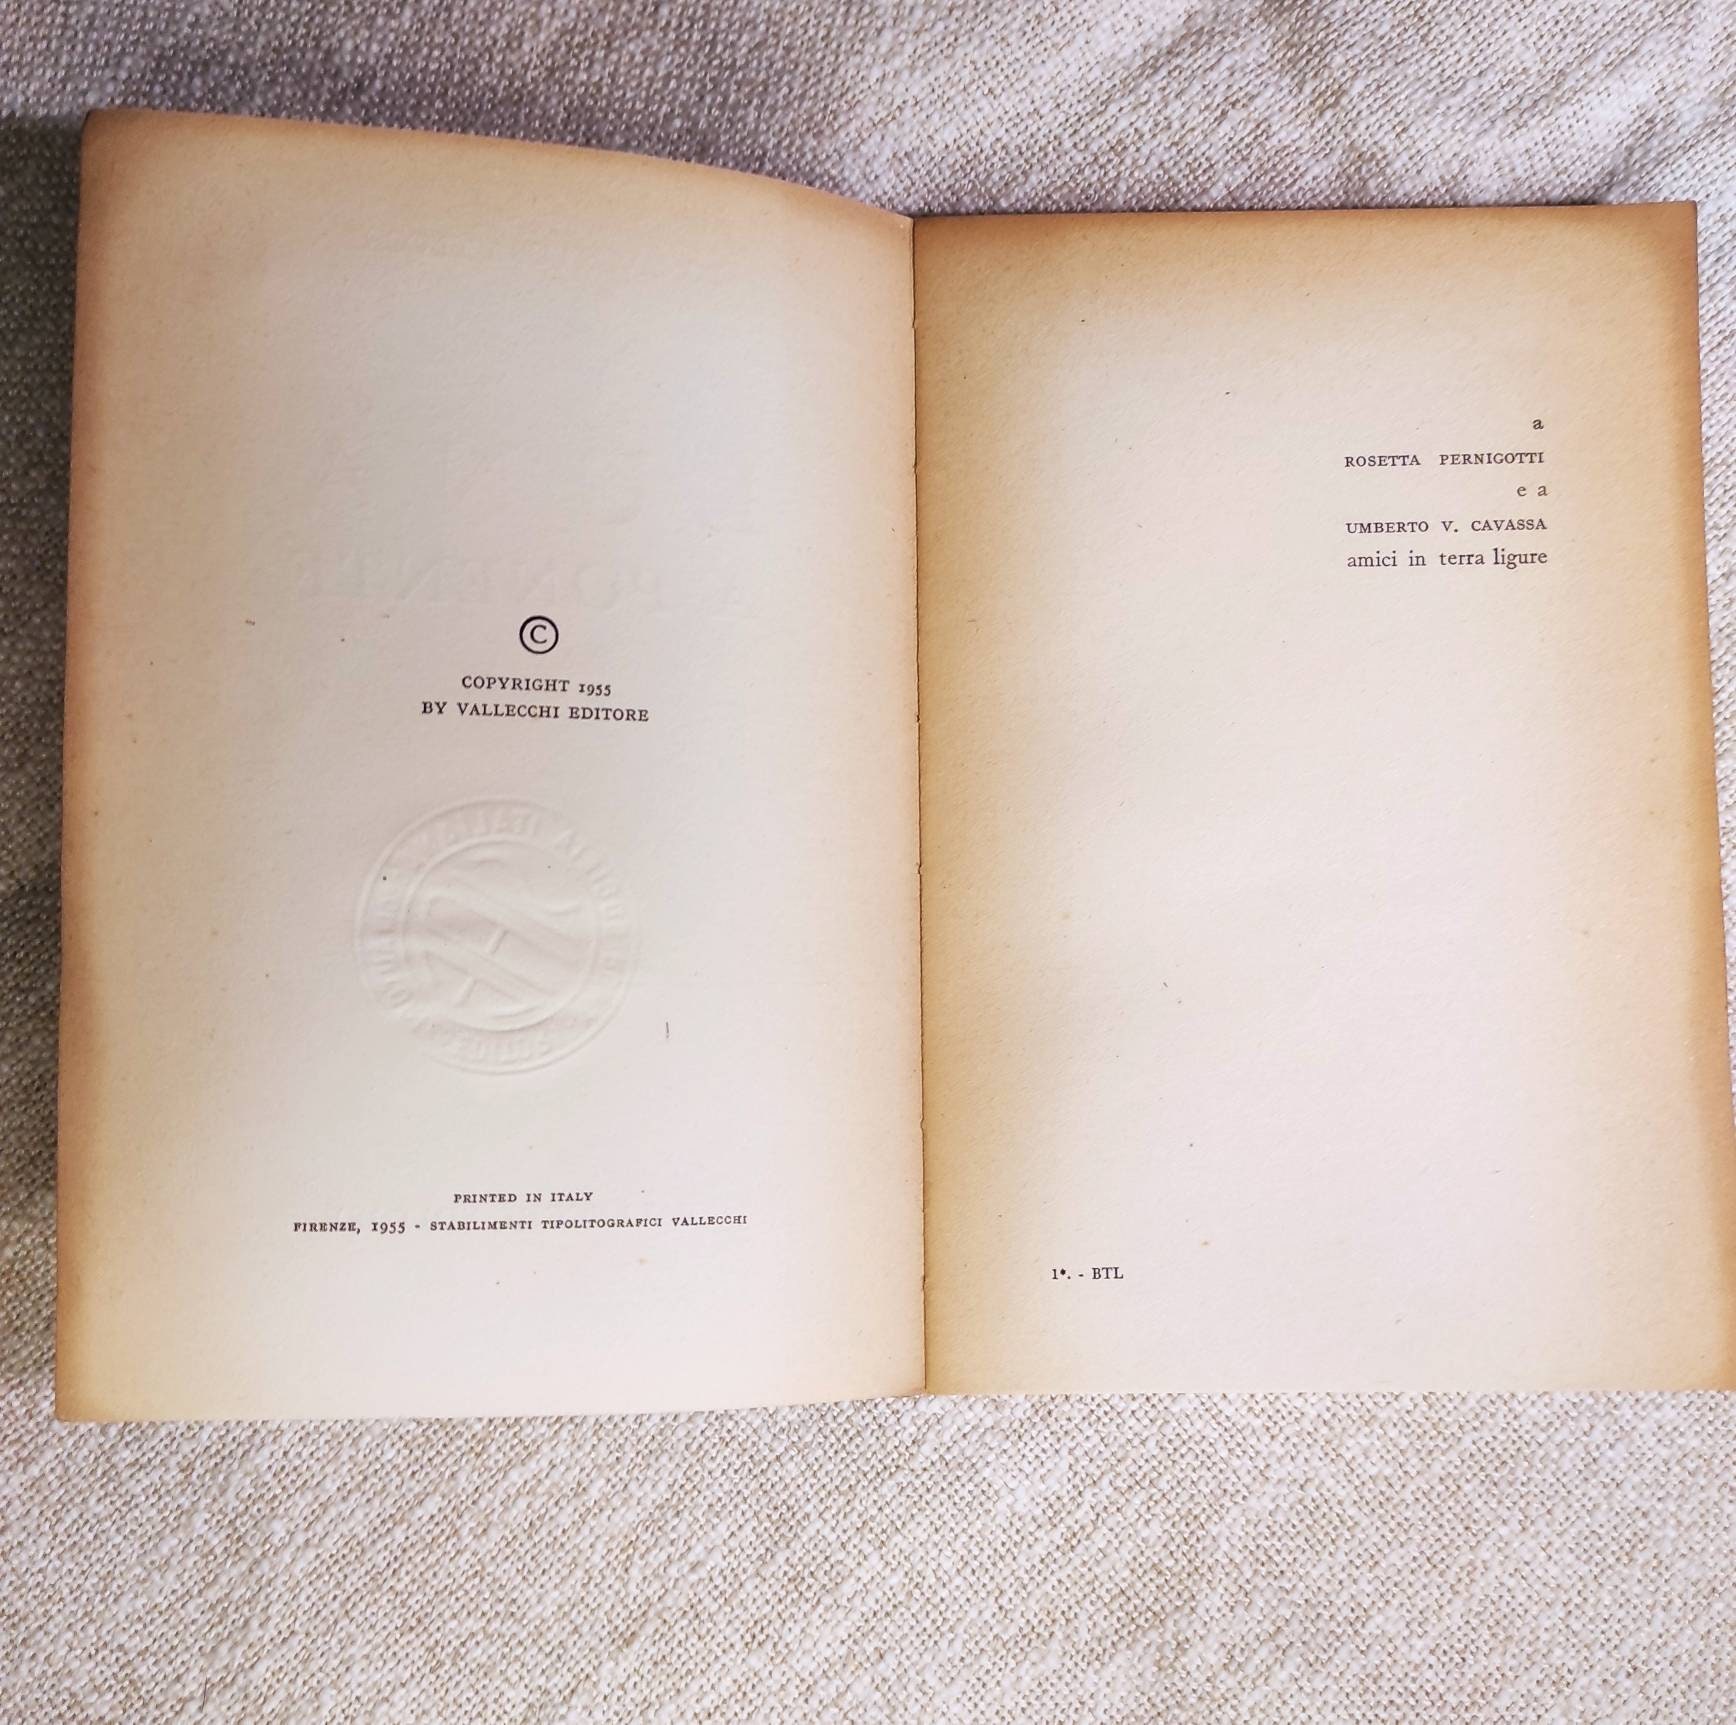 ©
COPYRIGHT 1955
BY VALLECCHI EDITORE
PRINTED IN ITALY
FIRENZE, 1955 - STABILIMENTI TIPOLITOGRAFICI VALLECCHI
a
ROSETTA PERNIGOTTI
e a
UMBERTO V. CAVASSA
amici in terra ligure
1*. - BTL